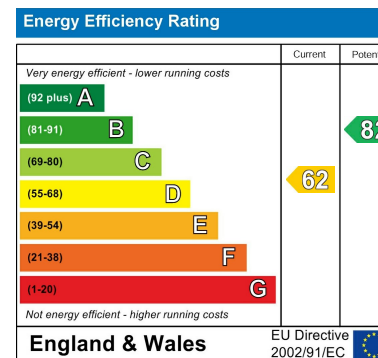 Energy Efficiency Rating
Current
Very energy efficient - lower running costs
(92 plus) A
(81-91) B
(69-80) C
62
(55-68) D
(39-54) E
(21-38) F
(1-20) G
Not energy efficient - higher running costs
England & Wales
EU Directive
2002/91/EC